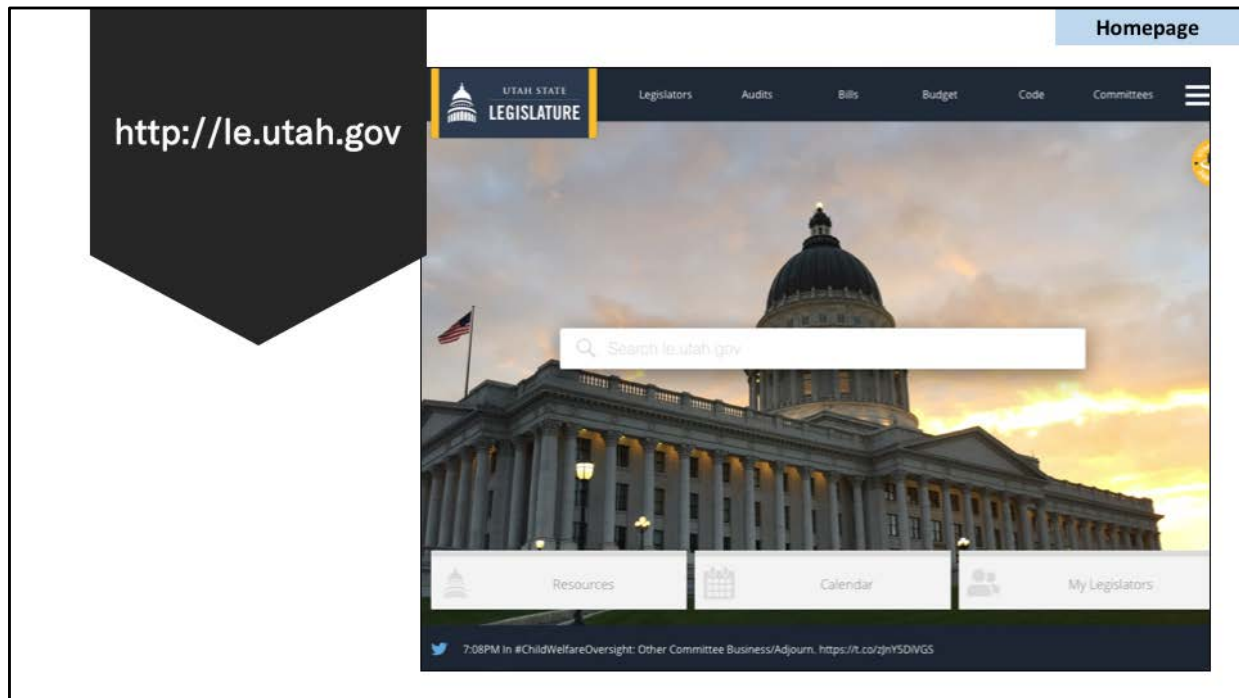 Homepage
http://le.utah.gov
UTAH STATE
LEGISLATURE
Legislators Audits Bills Budget Code Committees
Search le.utah.gov
Resources Calendar My Legislators
7:08PM In #ChildWelfareOversight: Other Committee Business/Adjourn. https://t.co/zJnY5DiVGS